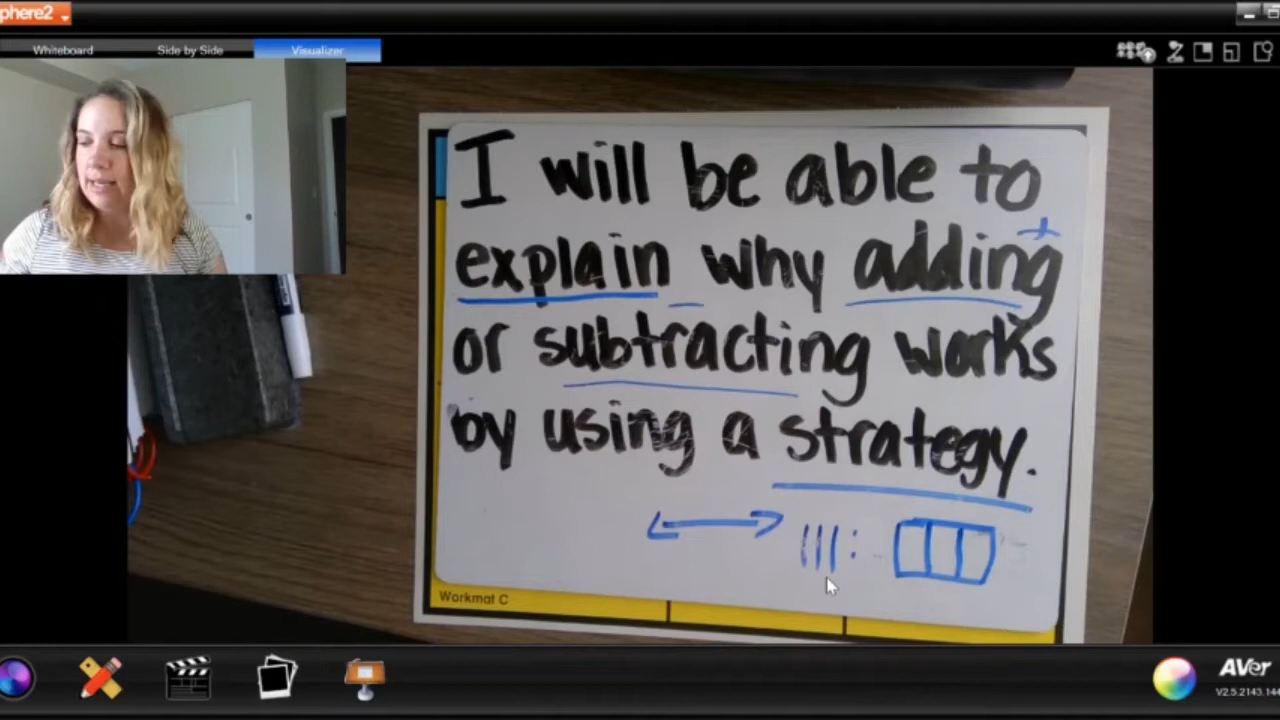 phere2
Whiteboard
Side by Side
Visualizer
I will be able to
+
explain why adding
or subtracting works
by using a strategy.
Workmat C
AVer